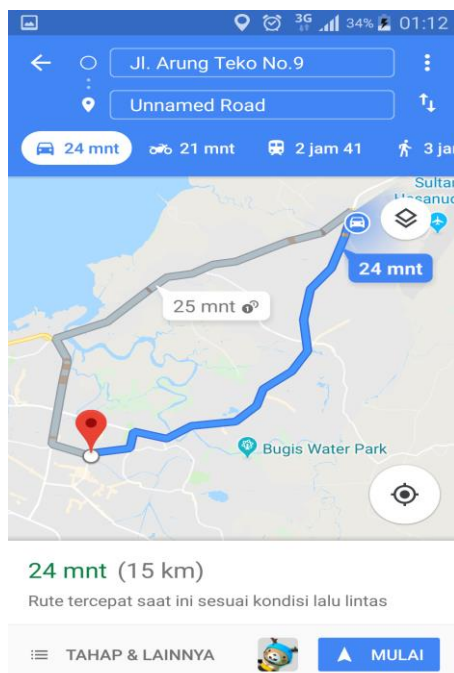 3G 34% 01:12
Jl. Arung Teko No.9
Unnamed Road
24 mnt 21 mnt 2 jam 41 3 jar
Sultan
Hasanud
24 mnt
25 mnt
Bugis Water Park
24 mnt (15 km)
Rute tercepat saat ini sesuai kondisi lalu lintas
TAHAP & LAINNYA MULAI